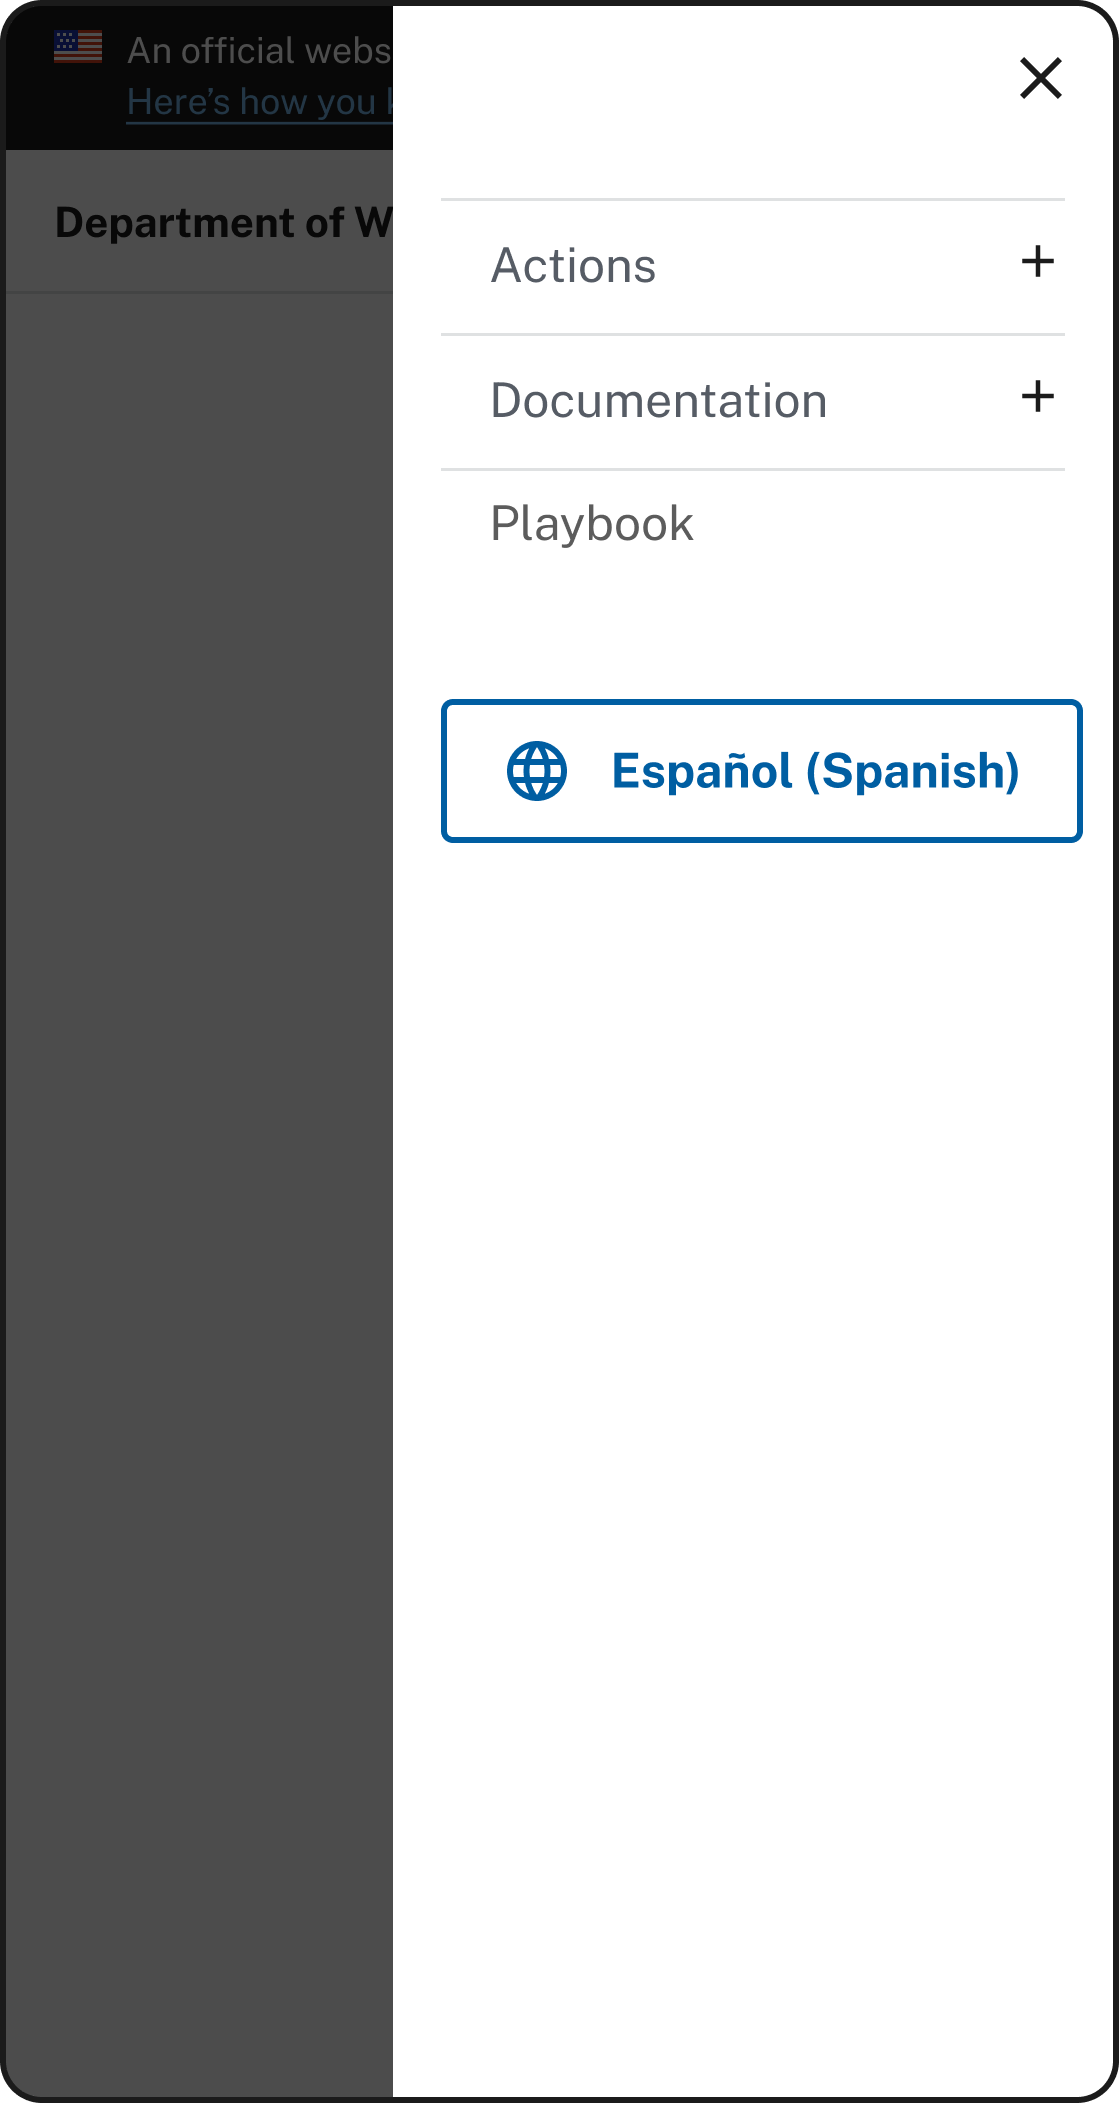 An official webs
Here's how you
Department of W
Actions
Documentation
Playbook
Español (Spanish)